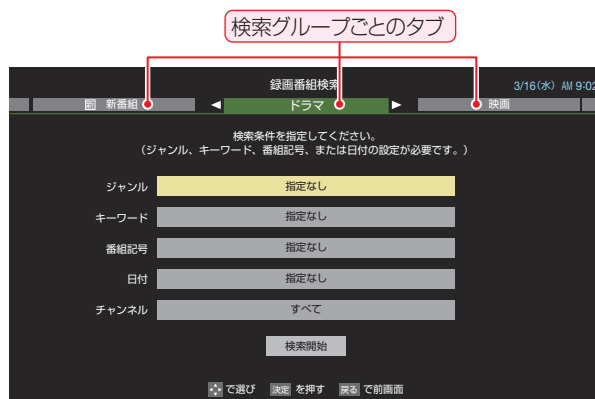 検索グループごとのタブ
録画番組検索
3/16(水) AM 9:02
新番組
ドラマ
映画
検索条件を指定してください。
(ジャンル、キーワード、番組記号、または日付の設定が必要です。)
ジャンル 指定なし
キーワード 指定なし
番組記号 指定なし
日付 指定なし
チャンネル すべて
検索開始
で選び 決定 を押す 戻る で前画面